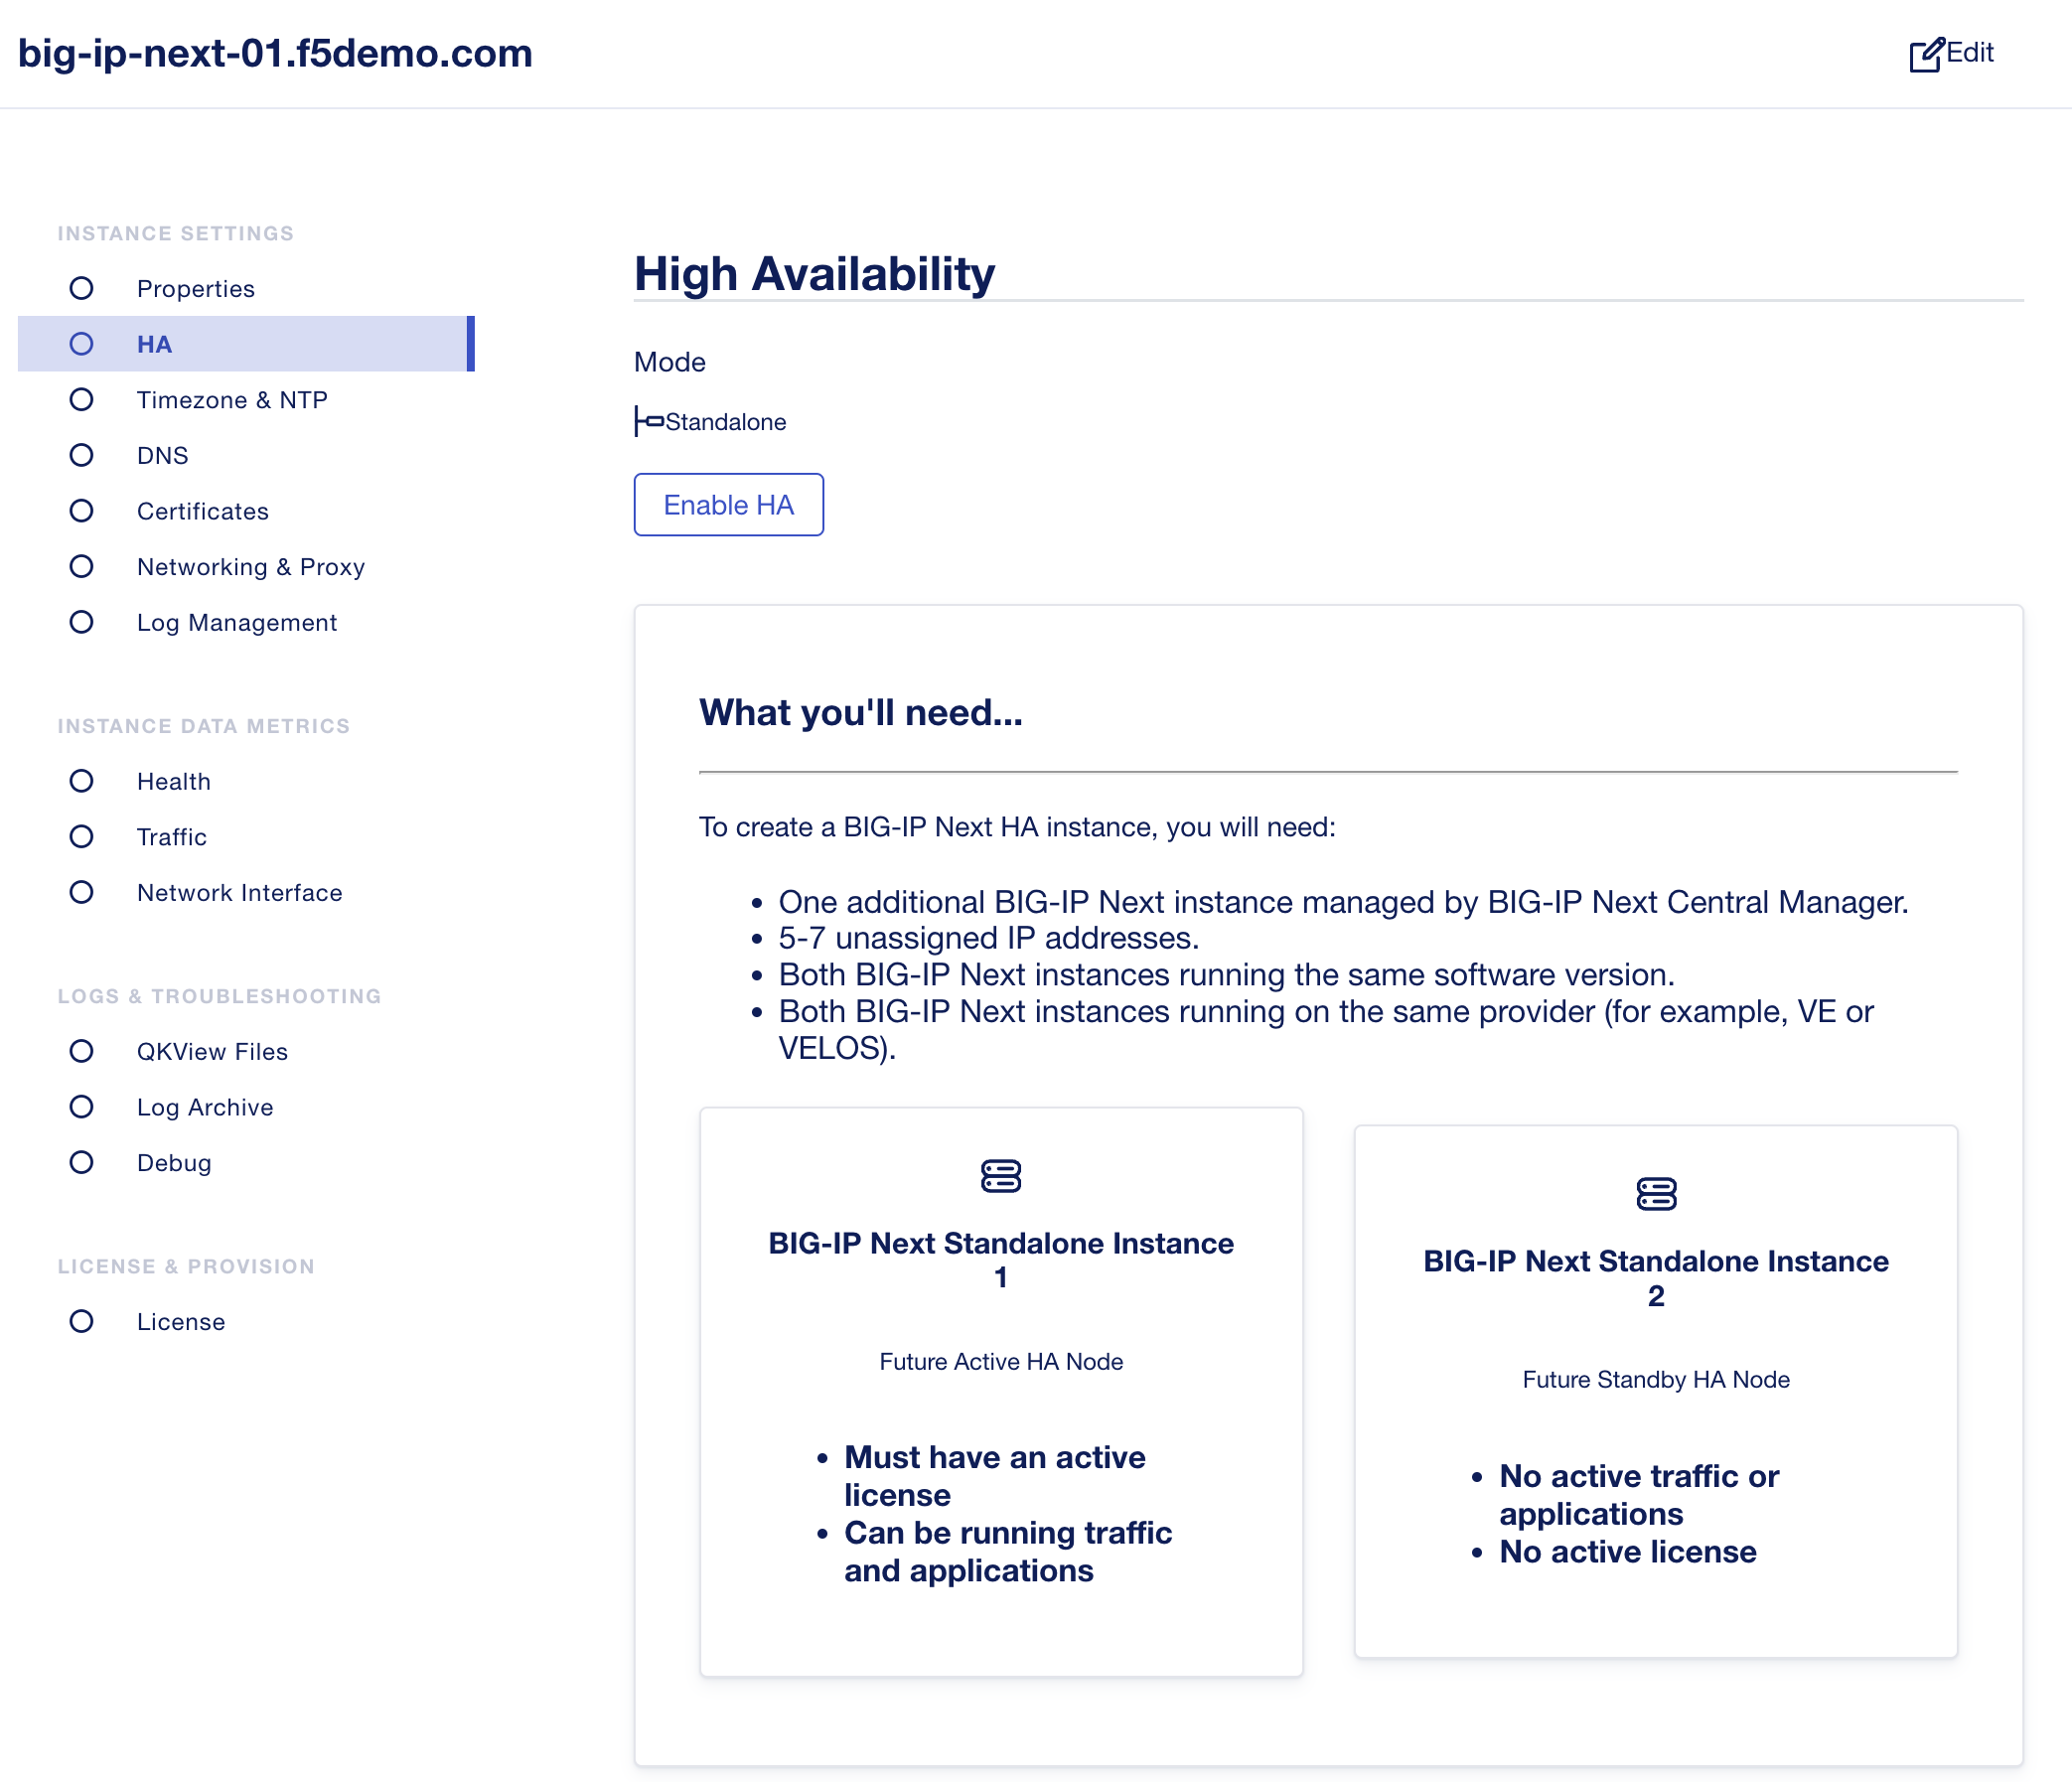 big-ip-next-01.f5demo.com
Edit
INSTANCE SETTINGS
Properties
HA
Timezone & NTP
DNS
Certificates
Networking & Proxy
Log Management
INSTANCE DATA METRICS
Health
Traffic
Network Interface
LOGS & TROUBLESHOOTING
QKView Files
Log Archive
Debug
LICENSE & PROVISION
License
High Availability
Mode
Standalone
Enable HA
What you'll need...
To create a BIG-IP Next HA instance, you will need:
• One additional BIG-IP Next instance managed by BIG-IP Next Central Manager.
• 5-7 unassigned IP addresses.
• Both BIG-IP Next instances running the same software version.
• Both BIG-IP Next instances running on the same provider (for example, VE or
VELOS).
BIG-IP Next Standalone Instance
1
Future Active HA Node
• Must have an active
license
• Can be running traffic
and applications
BIG-IP Next Standalone Instance
2
Future Standby HA Node
• No active traffic or
applications
• No active license